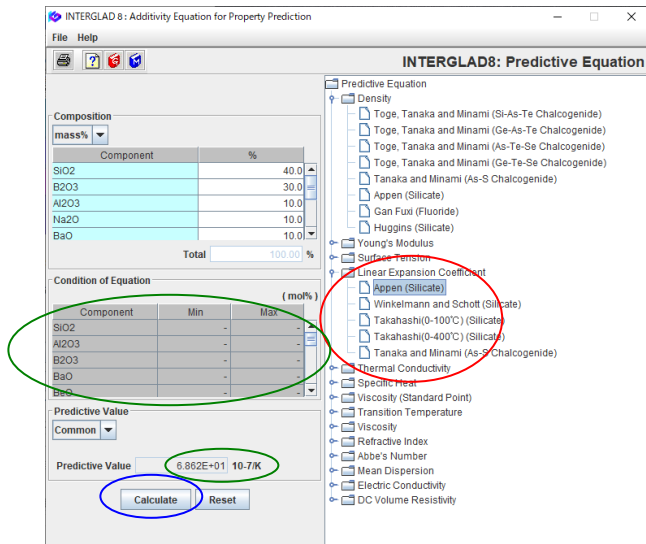 INTERGLAD 8 : Additivity Equation for Property Prediction
File Help
INTERGLAD8: Predictive Equation
Composition
mass%
Component %
SiO2 40.0
B2O3 30.0
Al2O3 10.0
Na2O 10.0
BaO 10.0
Total 100.00 %
Condition of Equation
( mol% )
Component Min Max
SiO2 - -
Al2O3 - -
B2O3 - -
BaO - -
BeO - -
Predictive Value
Common
Predictive Value 6.862E+01 10-7/K
Calculate Reset
Predictive Equation
Density
Toge, Tanaka and Minami (Si-As-Te Chalcogenide)
Toge, Tanaka and Minami (Ge-As-Te Chalcogenide)
Toge, Tanaka and Minami (As-Te-Se Chalcogenide)
Toge, Tanaka and Minami (Ge-Te-Se Chalcogenide)
Tanaka and Minami (As-S Chalcogenide)
Appen (Silicate)
Gan Fuxi (Fluoride)
Huggins (Silicate)
Young's Modulus
Surface Tension
Linear Expansion Coefficient
Appen (Silicate)
Winkelmann and Schott (Silicate)
Takahashi(0-100℃) (Silicate)
Takahashi(0-400℃) (Silicate)
Tanaka and Minami (As-S Chalcogenide)
Thermal Conductivity
Specific Heat
Viscosity (Standard Point)
Transition Temperature
Viscosity
Refractive Index
Abbe's Number
Mean Dispersion
Electric Conductivity
DC Volume Resistivity